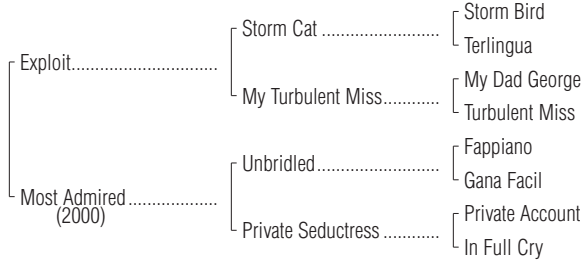 Storm Bird
Storm Cat ........................
Terlingua
Exploit..............................
My Dad George
My Turbulent Miss...........
Turbulent Miss
Fappiano
Unbridled.........................
Gana Facil
Most Admired..................
(2000)
Private Account
Private Seductress ...........
In Full Cry